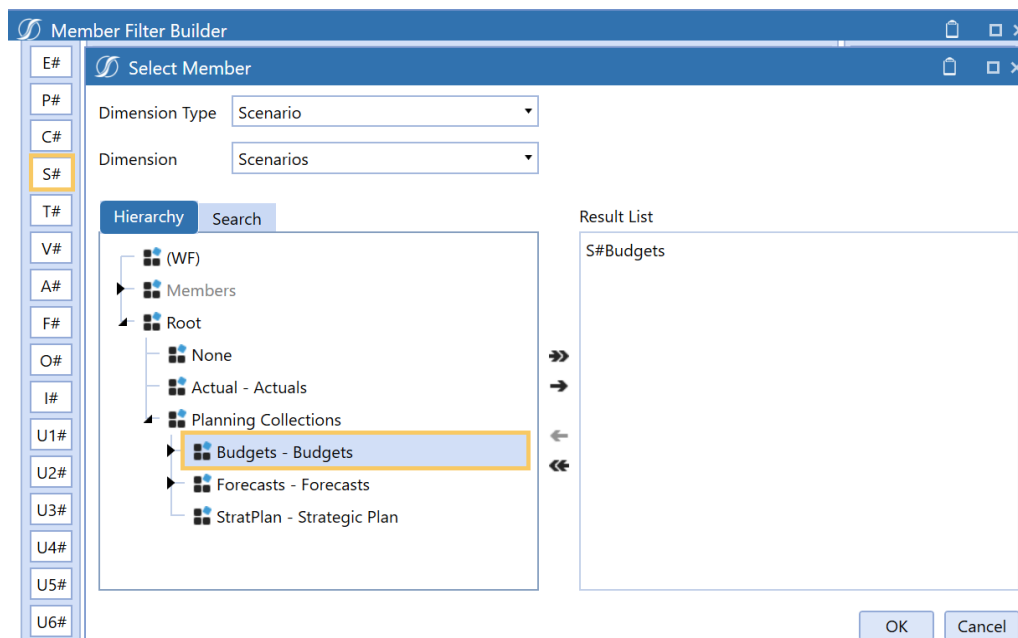 Member Filter Builder
E#
P#
C#
S#
T#
V#
A#
F#
O#
I#
U1#
U2#
U3#
U4#
U5#
U6#
Select Member
Dimension Type Scenario
Dimension Scenarios
Hierarchy Search
(WF)
Members
Root
None
Actual - Actuals
Planning Collections
Budgets - Budgets
Forecasts - Forecasts
StratPlan - Strategic Plan
Result List
S#Budgets
OK Cancel